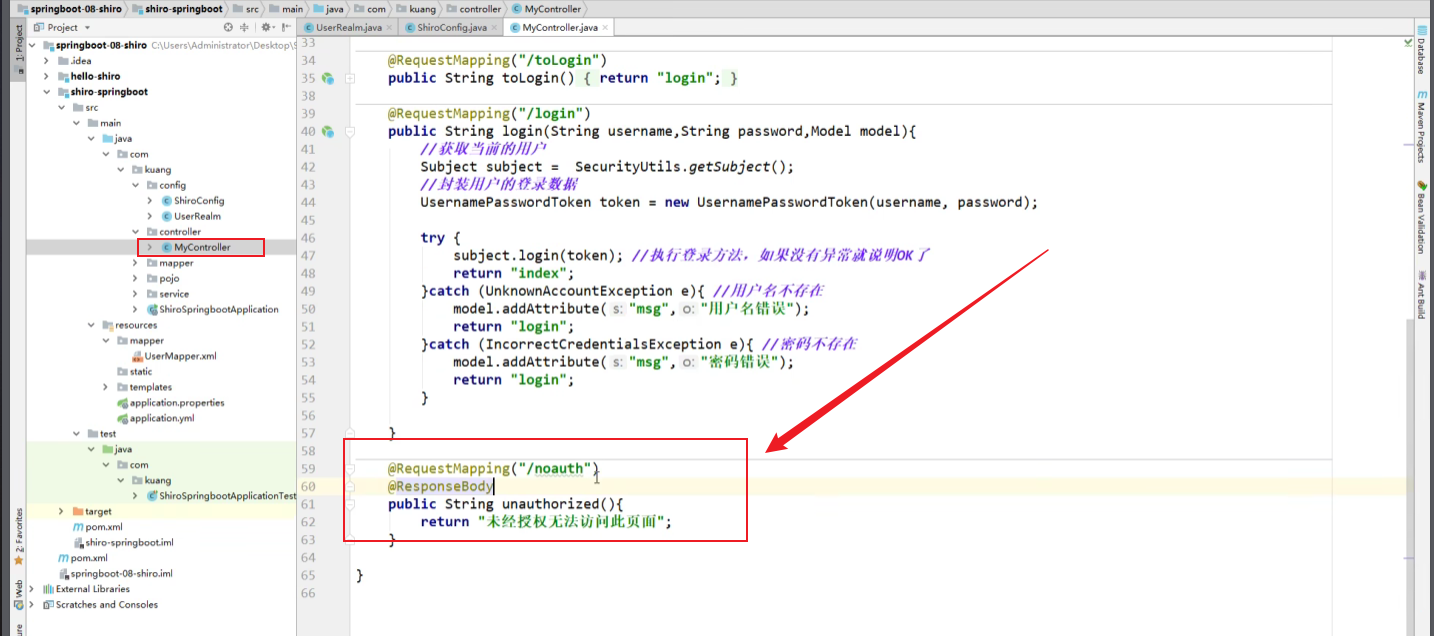 springboot-08-shiro shiro-springboot src main java com kuang controller MyController
Project
UserRealm.java ShiroConfig.java MyController.java
1: Project
springboot-08-shiro C:\Users\Administrator\Desktop\S
.idea
hello-shiro
shiro-springboot
src
main
java
com
kuang
config
ShiroConfig
UserRealm
controller
MyController
mapper
pojo
service
ShiroSpringbootApplication
resources
mapper
UserMapper.xml
static
templates
application.properties
application.yml
test
java
com
kuang
ShiroSpringbootApplicationTest
target
pom.xml
shiro-springboot.iml
pom.xml
springboot-08-shiro.iml
External Libraries
Scratches and Consoles
2: Favorites
Web
33
34 @RequestMapping("/toLogin")
35 public String toLogin() { return "login"; }
38
39 @RequestMapping("/login")
40 public String login(String username,String password,Model model){
41 //获取当前的用户
42 Subject subject = SecurityUtils.getSubject();
43 //封装用户的登录数据
44 UsernamePasswordToken token = new UsernamePasswordToken(username, password);
45
46 try {
47 subject.login(token); //执行登录方法，如果没有异常就说明OK了
48 return "index";
49 }catch (UnknownAccountException e){ //用户名不存在
50 model.addAttribute( s: "msg", o: "用户名错误");
51 return "login";
52 }catch (IncorrectCredentialsException e){ //密码不存在
53 model.addAttribute( s: "msg", o: "密码错误");
54 return "login";
55 }
56
57 }
58
59 @RequestMapping("/noauth")
60 @ResponseBody
61 public String unauthorized(){
62 return "未经授权无法访问此页面";
63 }
64
65 }
66
Database
Maven Projects
Bean Validation
Ant Build